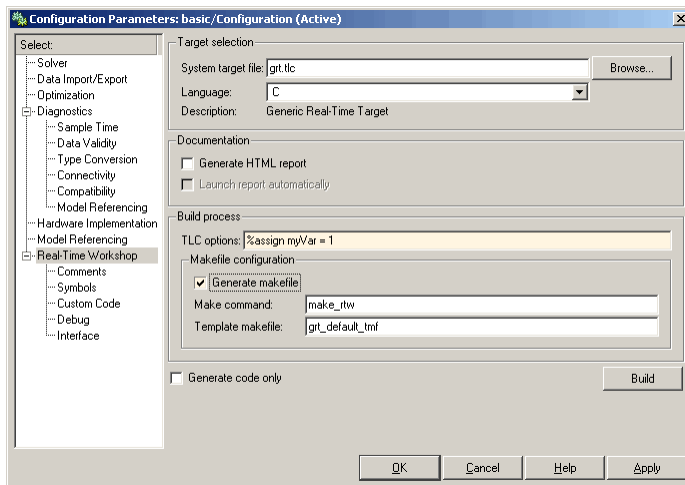 Configuration Parameters: basic/Configuration (Active)
Select:
Solver
Data Import/Export
Optimization
Diagnostics
Sample Time
Data Validity
Type Conversion
Connectivity
Compatibility
Model Referencing
Hardware Implementation
Model Referencing
Real-Time Workshop
Comments
Symbols
Custom Code
Debug
Interface
Target selection
System target file: grt.tlc Browse...
Language: C
Description: Generic Real-Time Target
Documentation
Generate HTML report
Launch report automatically
Build process
TLC options: %assign myVar = 1
Makefile configuration
Generate makefile
Make command: make_rtw
Template makefile: grt_default_tmf
Generate code only Build
OK Cancel Help Apply